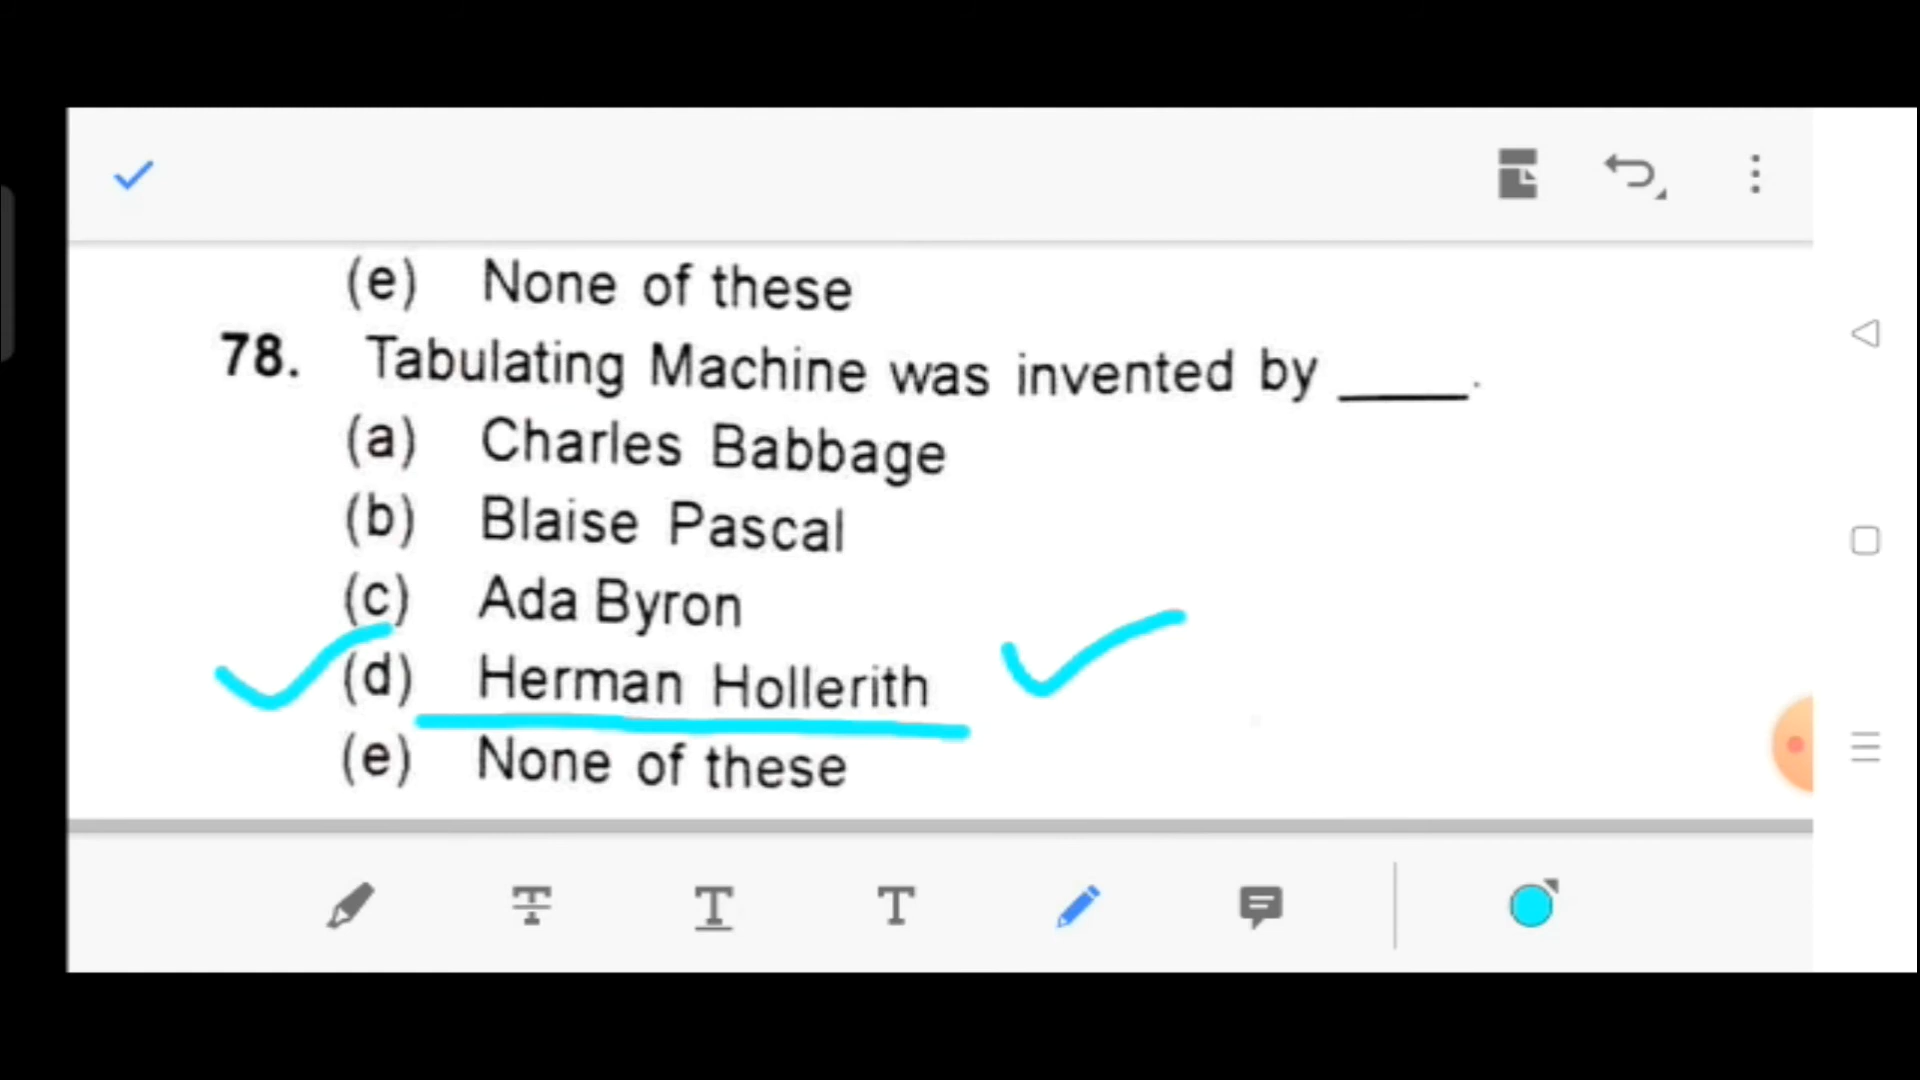 (e) None of these
78. Tabulating Machine was invented by ____.
(a) Charles Babbage
(b) Blaise Pascal
(c) Ada Byron
(d) Herman Hollerith
(e) None of these